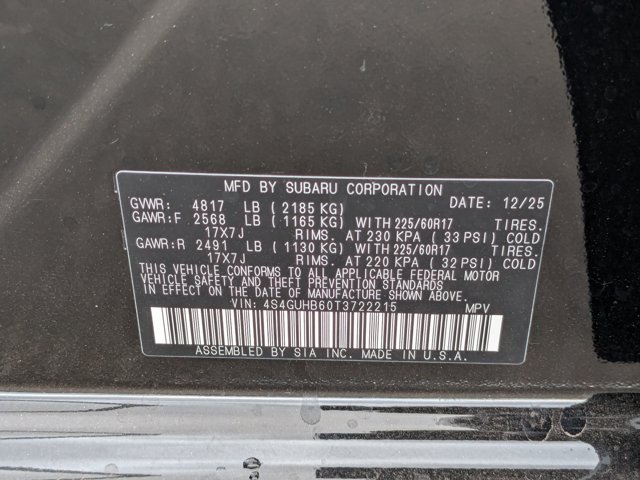 MFD BY SUBARU CORPORATION DATE: 12/25
GVWR: 4817 LB (2185 KG)
GAWR:F 2568 LB (1165 KG) WITH 225/60R17 TIRES.
17X7J RIMS. AT 230 KPA (33 PSI) COLD
GAWR:R 2491 LB (1130 KG) WITH 225/60R17 TIRES.
17X7J RIMS. AT 220 KPA (32 PSI) COLD
THIS VEHICLE CONFORMS TO ALL APPLICABLE FEDERAL MOTOR
VEHICLE SAFETY AND THEFT PREVENTION STANDARDS
IN EFFECT ON THE DATE OF MANUFACTURE SHOWN ABOVE.
VIN: 4S4GUHB60T3722215 MPV
ASSEMBLED BY SIA INC. MADE IN U.S.A.